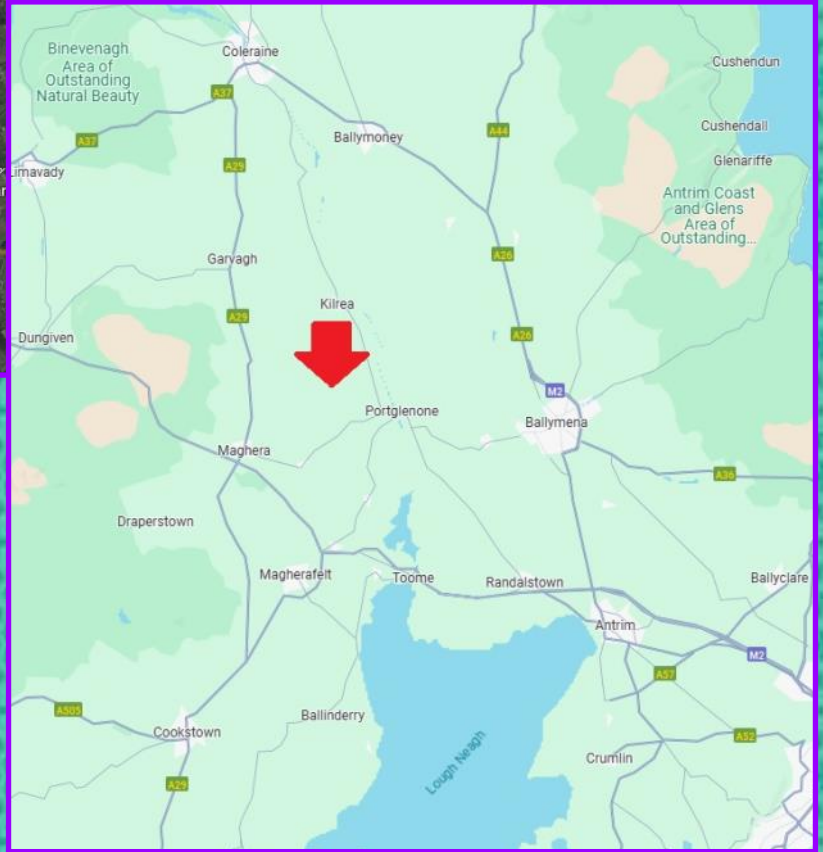 Binevenagh
Area of
Outstanding
Natural Beauty
Coleraine
Cushendun
A37
Ballymoney
A44
Cushendall
A37
Glenariffe
A29
Antrim Coast
and Glens
Area of
Outstanding...
Garvagh
A26
Kilrea
A29
A26
Dungiven
M2
Portglenone
Ballymena
Maghera
A36
Draperstown
Magherafelt
Toome
Randalstown
Ballyclare
Antrim
M2
A57
A505
Ballinderry
Cookstown
A52
Lough Neagh
Crumlin
A29